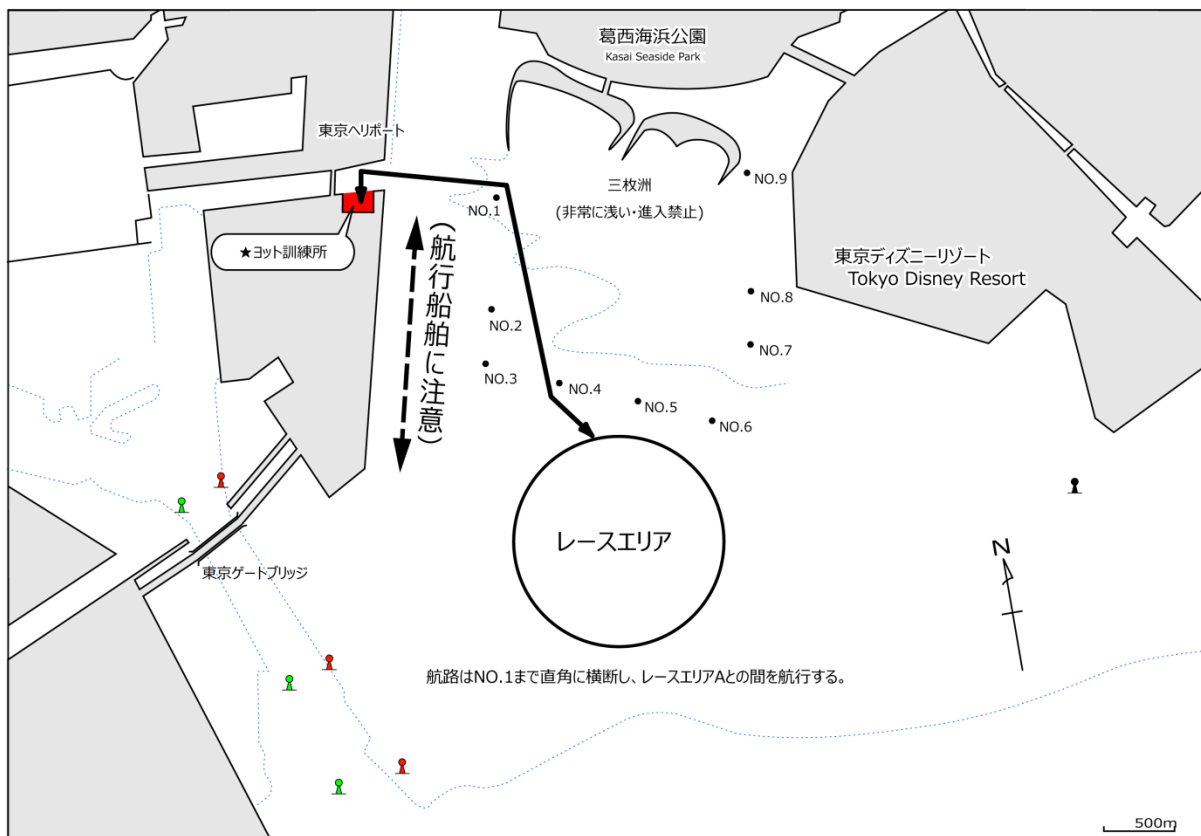 葛西海浜公園
Kasai Seaside Park
東京ヘリポート
三枚洲
(非常に浅い・進入禁止)
NO.9
NO.1
★ヨット訓練所
(航行船舶に注意)
東京ディズニーリゾート
Tokyo Disney Resort
NO.8
NO.2
NO.7
NO.3
NO.4
NO.5
NO.6
レースエリア
N
東京ゲートブリッジ
航路はNO.1まで直角に横断し、レースエリアAとの間を航行する。
500m